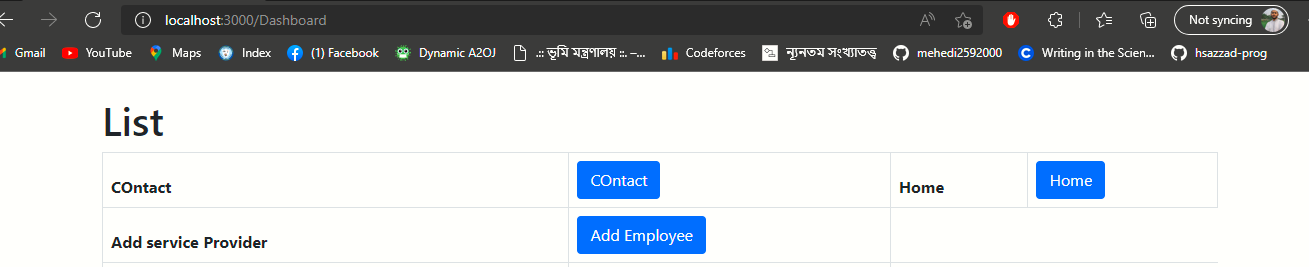 localhost:3000/Dashboard
Not syncing
Gmail YouTube Maps Index (1) Facebook Dynamic A2OJ .:: ভূমি মন্ত্রণালয় ::. –... Codeforces ন্যূনতম সংখ্যাতত্ত্ব mehedi2592000 Writing in the Scien... hsazzad-prog
List
COntact COntact Home Home
Add service Provider Add Employee